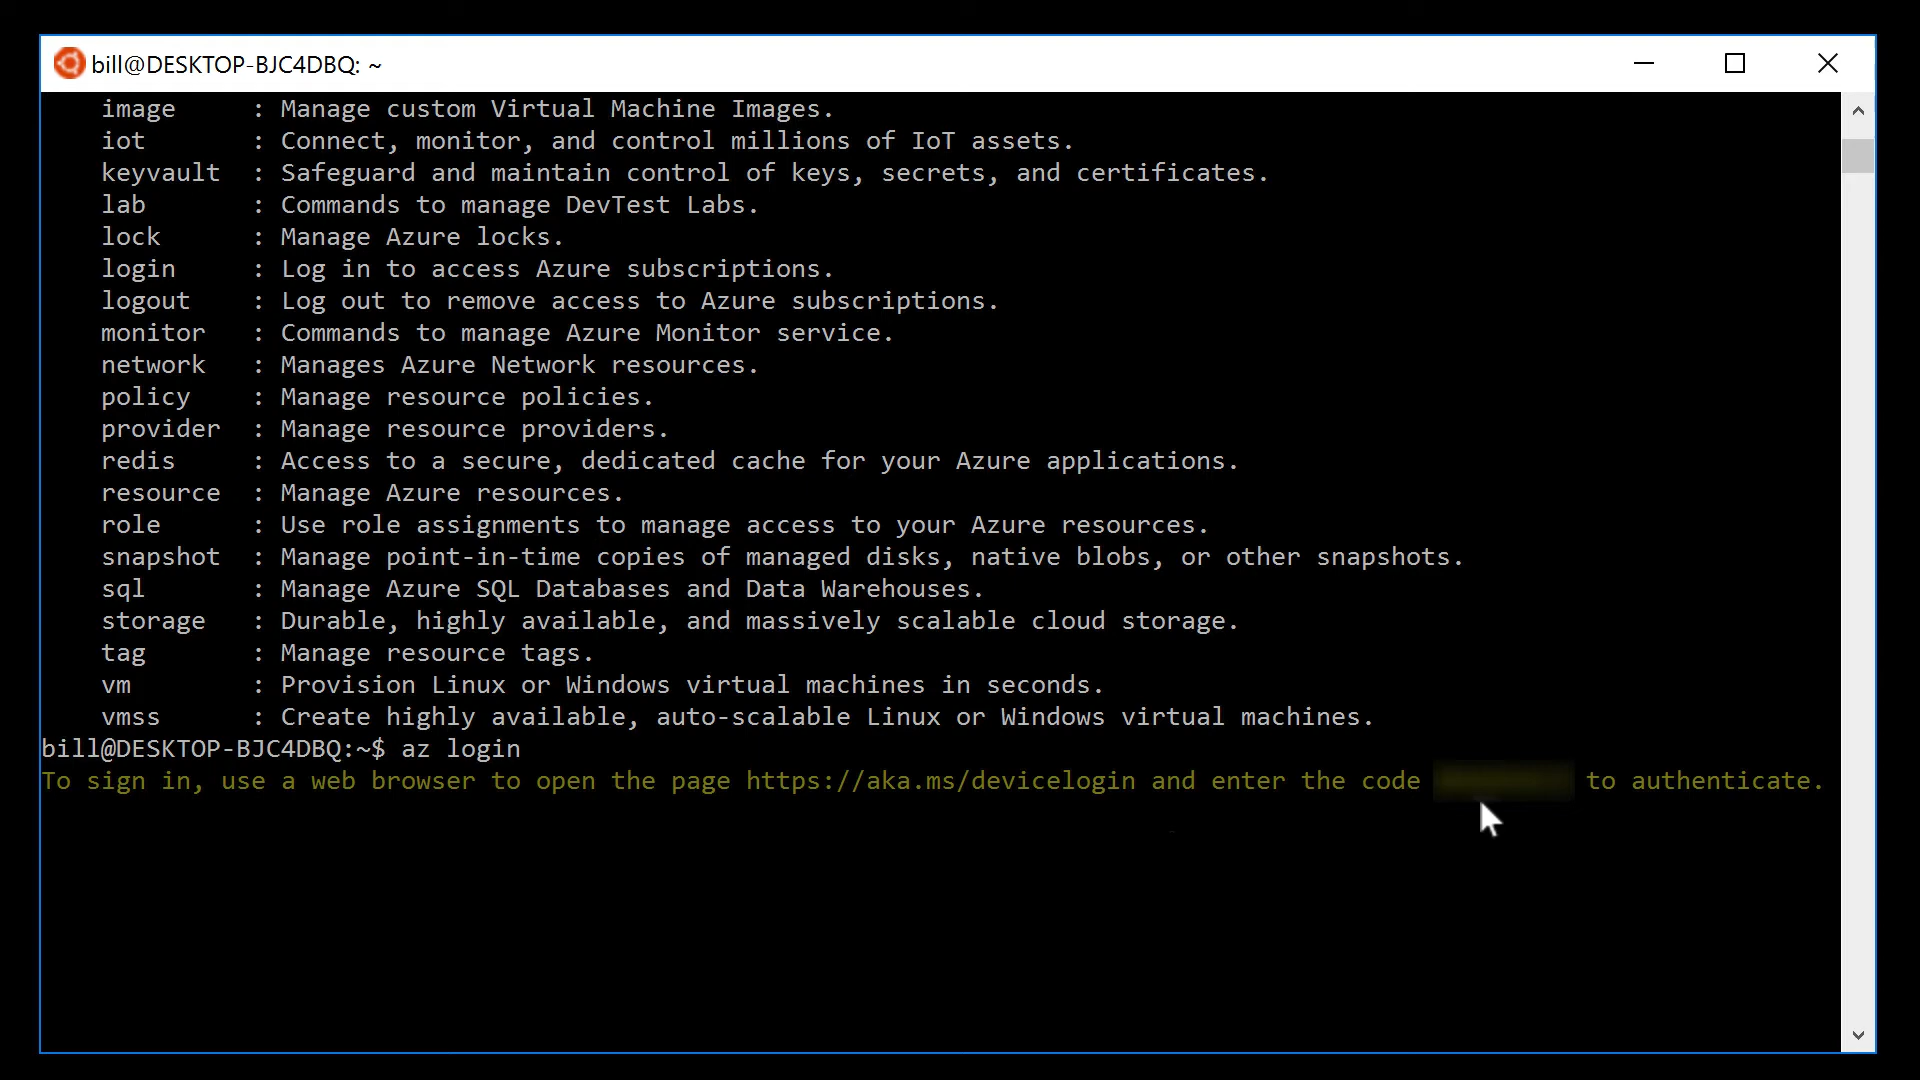 bill@DESKTOP-BJC4DBQ: ~
image : Manage custom Virtual Machine Images.
iot : Connect, monitor, and control millions of IoT assets.
keyvault : Safeguard and maintain control of keys, secrets, and certificates.
lab : Commands to manage DevTest Labs.
lock : Manage Azure locks.
login : Log in to access Azure subscriptions.
logout : Log out to remove access to Azure subscriptions.
monitor : Commands to manage Azure Monitor service.
network : Manages Azure Network resources.
policy : Manage resource policies.
provider : Manage resource providers.
redis : Access to a secure, dedicated cache for your Azure applications.
resource : Manage Azure resources.
role : Use role assignments to manage access to your Azure resources.
snapshot : Manage point-in-time copies of managed disks, native blobs, or other snapshots.
sql : Manage Azure SQL Databases and Data Warehouses.
storage : Durable, highly available, and massively scalable cloud storage.
tag : Manage resource tags.
vm : Provision Linux or Windows virtual machines in seconds.
vmss : Create highly available, auto-scalable Linux or Windows virtual machines.
bill@DESKTOP-BJC4DBQ:~$ az login
To sign in, use a web browser to open the page https://aka.ms/devicelogin and enter the code to authenticate.